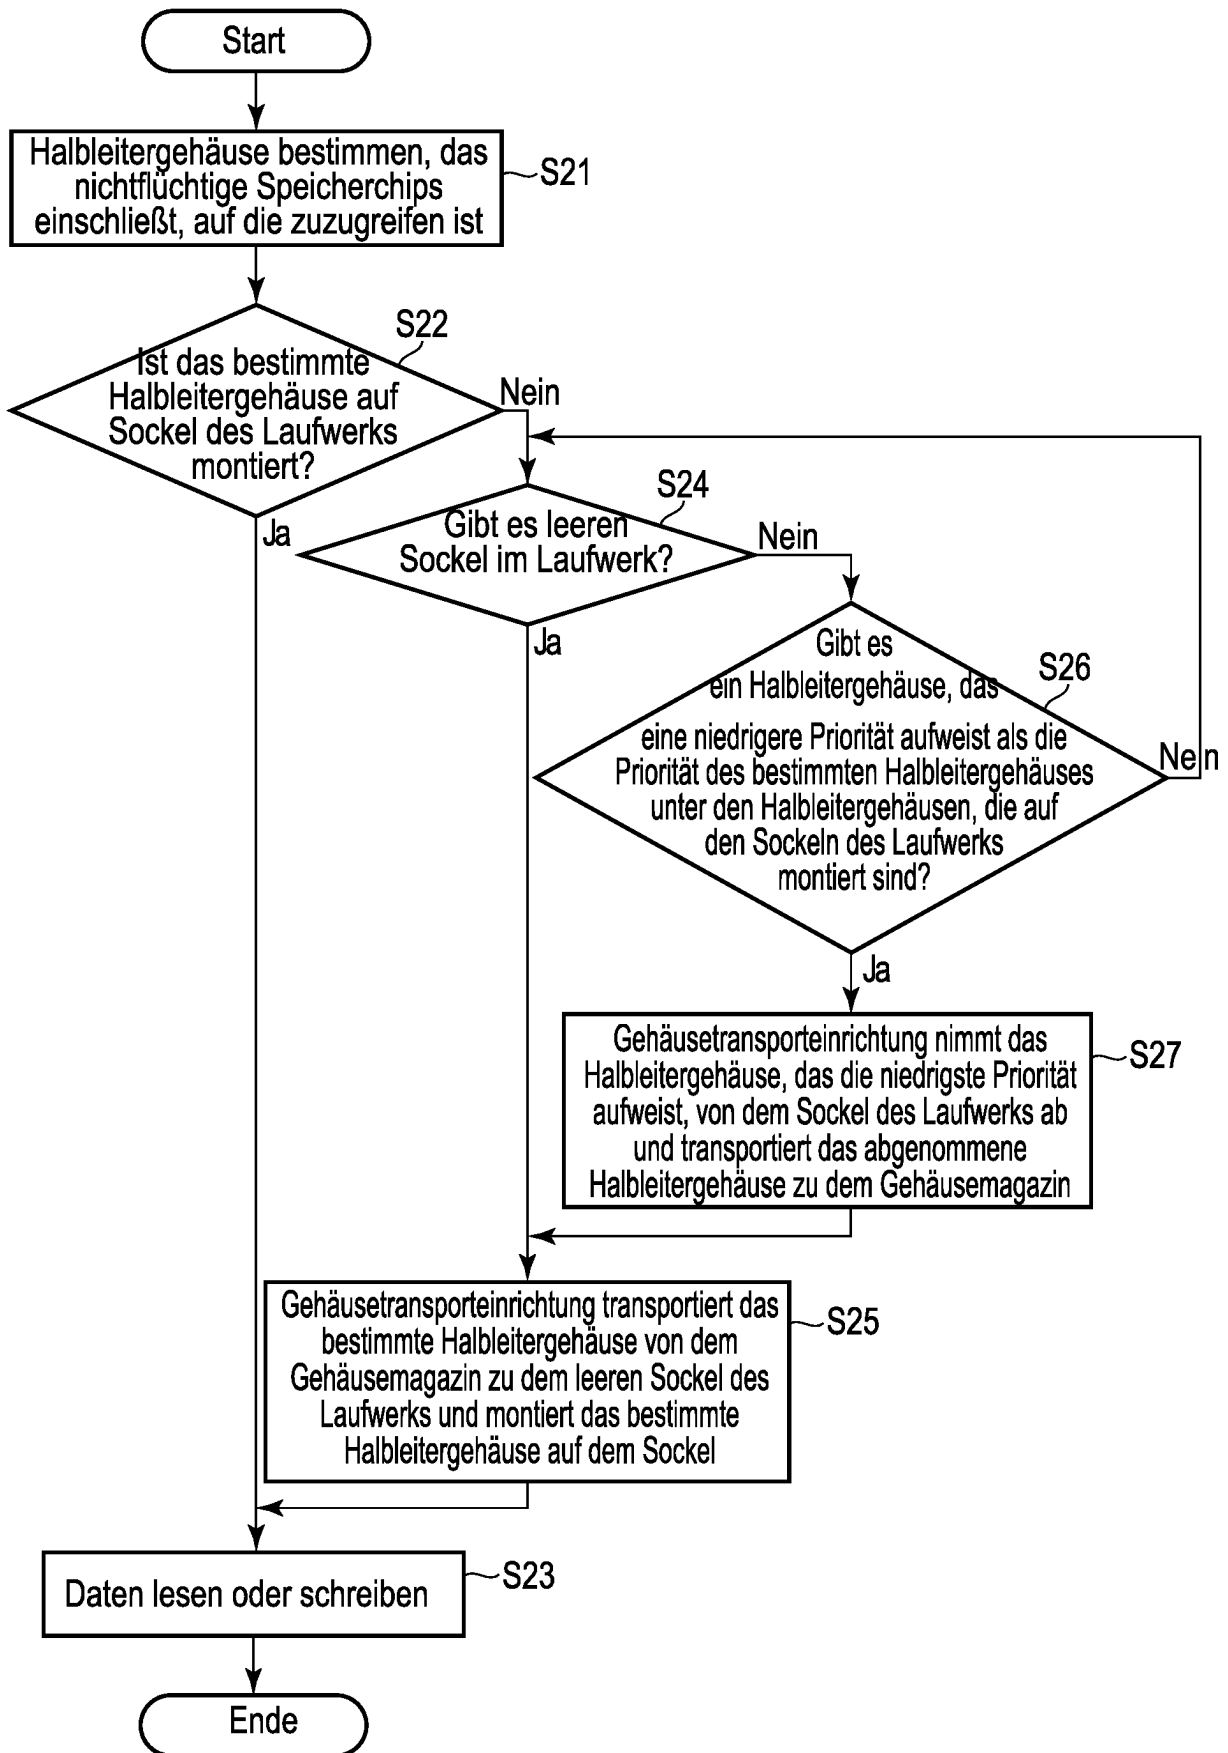 Start
Halbleitergehäuse bestimmen, das
nichtflüchtige Speicherchips
einschließt, auf die zuzugreifen ist
S21
S22
Ist das bestimmte
Halbleitergehäuse auf
Sockel des Laufwerks
montiert?
Nein
Ja
S24
Gibt es leeren
Sockel im Laufwerk?
Nein
Ja
S26
Gibt es
ein Halbleitergehäuse, das
eine niedrigere Priorität aufweist als die
Priorität des bestimmten Halbleitergehäuses
unter den Halbleitergehäusen, die auf
den Sockeln des Laufwerks
montiert sind?
Nein
Ja
Gehäusetransporteinrichtung nimmt das
Halbleitergehäuse, das die niedrigste Priorität
aufweist, von dem Sockel des Laufwerks ab
und transportiert das abgenommene
Halbleitergehäuse zu dem Gehäusemagazin
S27
Gehäusetransporteinrichtung transportiert das
bestimmte Halbleitergehäuse von dem
Gehäusemagazin zu dem leeren Sockel des
Laufwerks und montiert das bestimmte
Halbleitergehäuse auf dem Sockel
S25
Daten lesen oder schreiben
S23
Ende